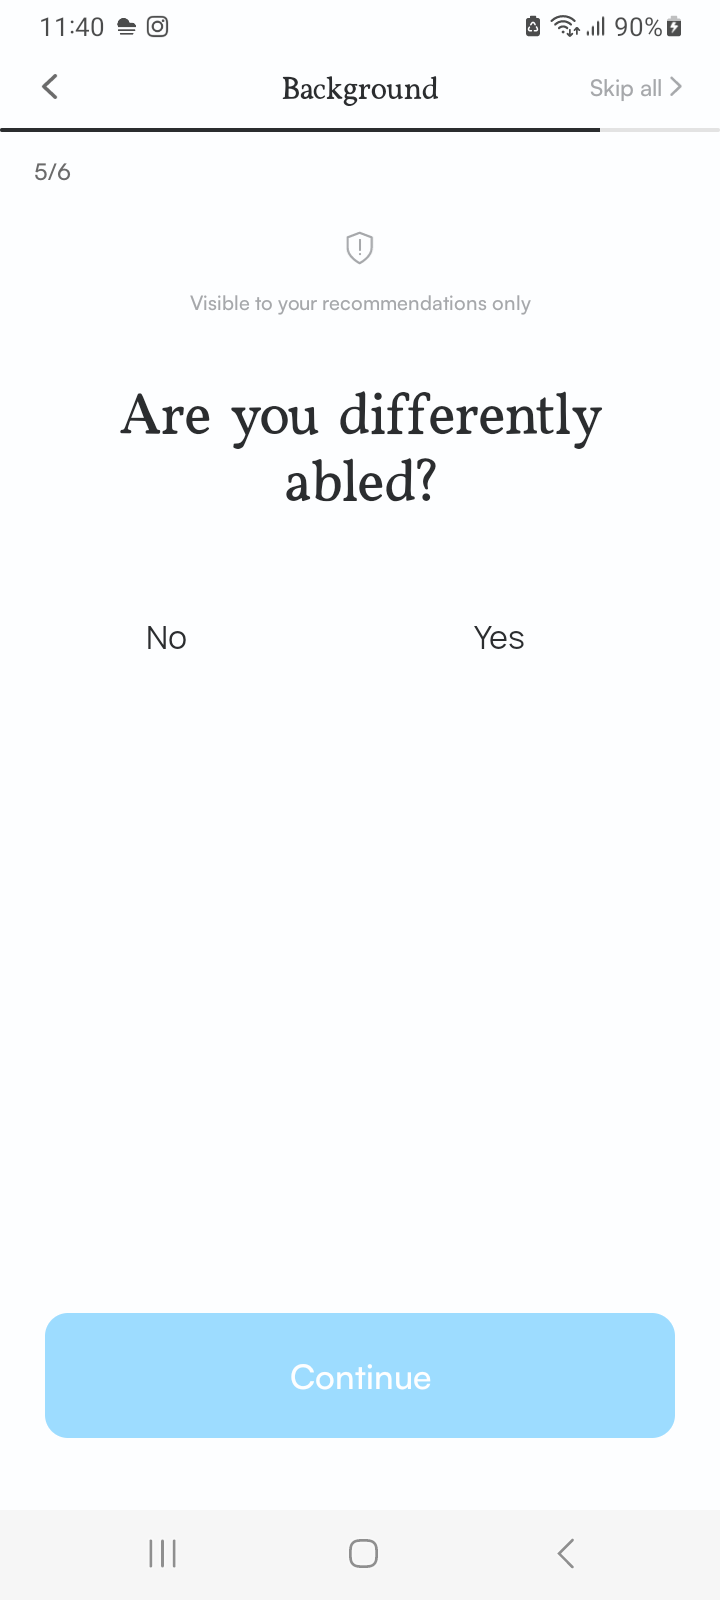 11:40 90%
Background Skip all
5/6
Visible to your recommendations only
Are you differently
abled?
No Yes
Continue